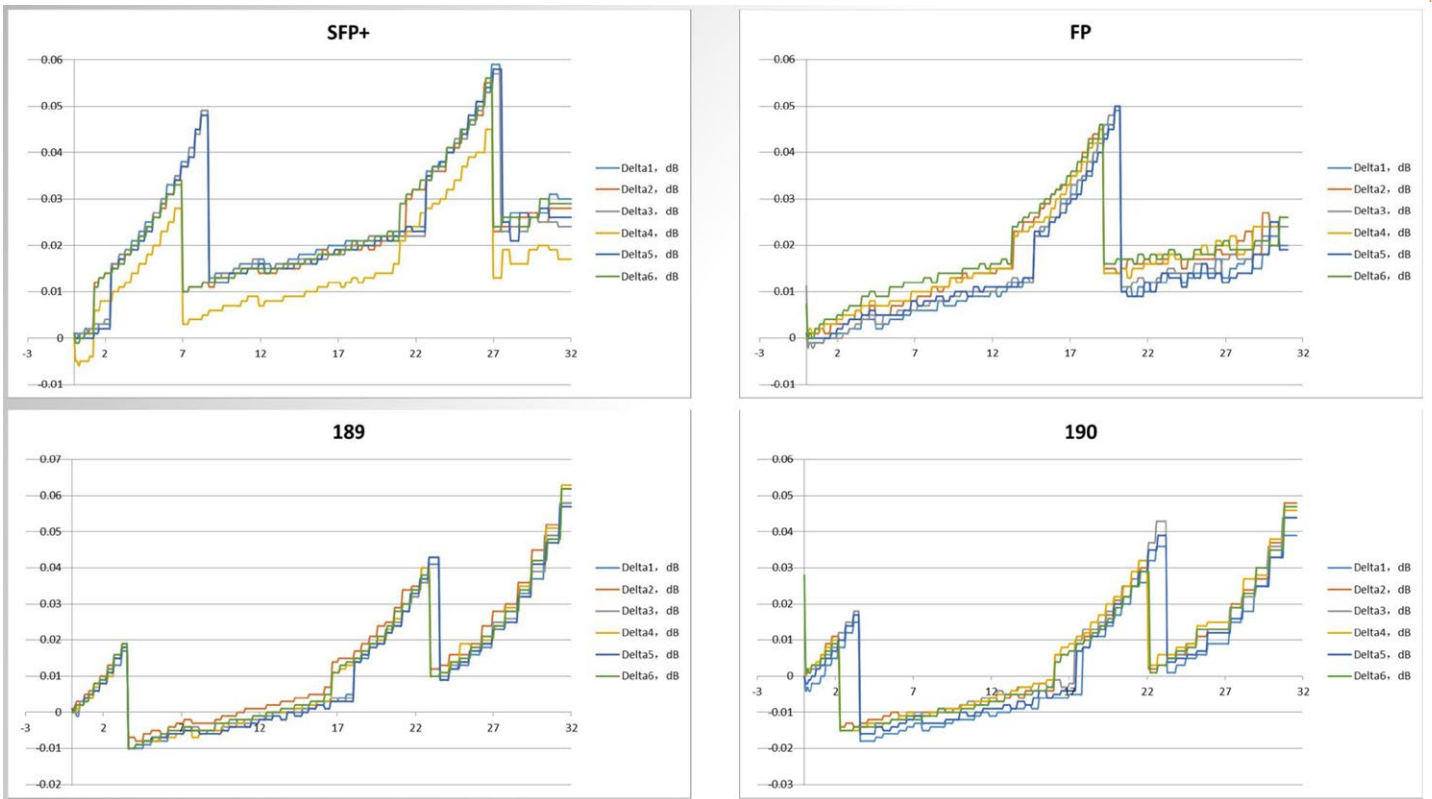 SFP+
0.06
0.05
0.04
0.03
0.02
0.01
0
-0.01
-3 2 7 12 17 22 27 32
Delta1，dB
Delta2，dB
Delta3，dB
Delta4，dB
Delta5，dB
Delta6，dB
FP
0.06
0.05
0.04
0.03
0.02
0.01
0
-0.01
-3 2 7 12 17 22 27 32
Delta1，dB
Delta2，dB
Delta3，dB
Delta4，dB
Delta5，dB
Delta6，dB
189
0.07
0.06
0.05
0.04
0.03
0.02
0.01
0
-0.01
-0.02
-3 2 7 12 17 22 27 32
Delta1，dB
Delta2，dB
Delta3，dB
Delta4，dB
Delta5，dB
Delta6，dB
190
0.06
0.05
0.04
0.03
0.02
0.01
0
-0.01
-0.02
-0.03
-3 2 7 12 17 22 27 32
Delta1，dB
Delta2，dB
Delta3，dB
Delta4，dB
Delta5，dB
Delta6，dB